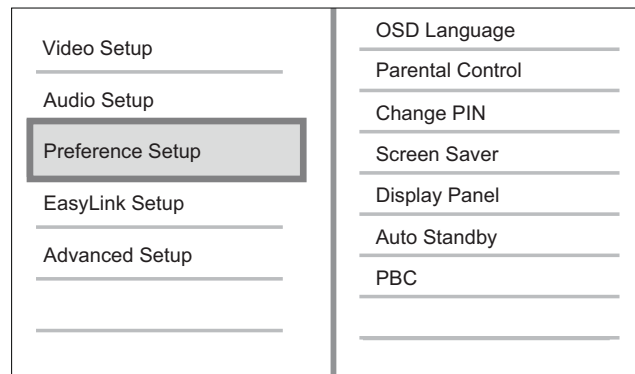 Video Setup
Audio Setup
Preference Setup
EasyLink Setup
Advanced Setup
OSD Language
Parental Control
Change PIN
Screen Saver
Display Panel
Auto Standby
PBC